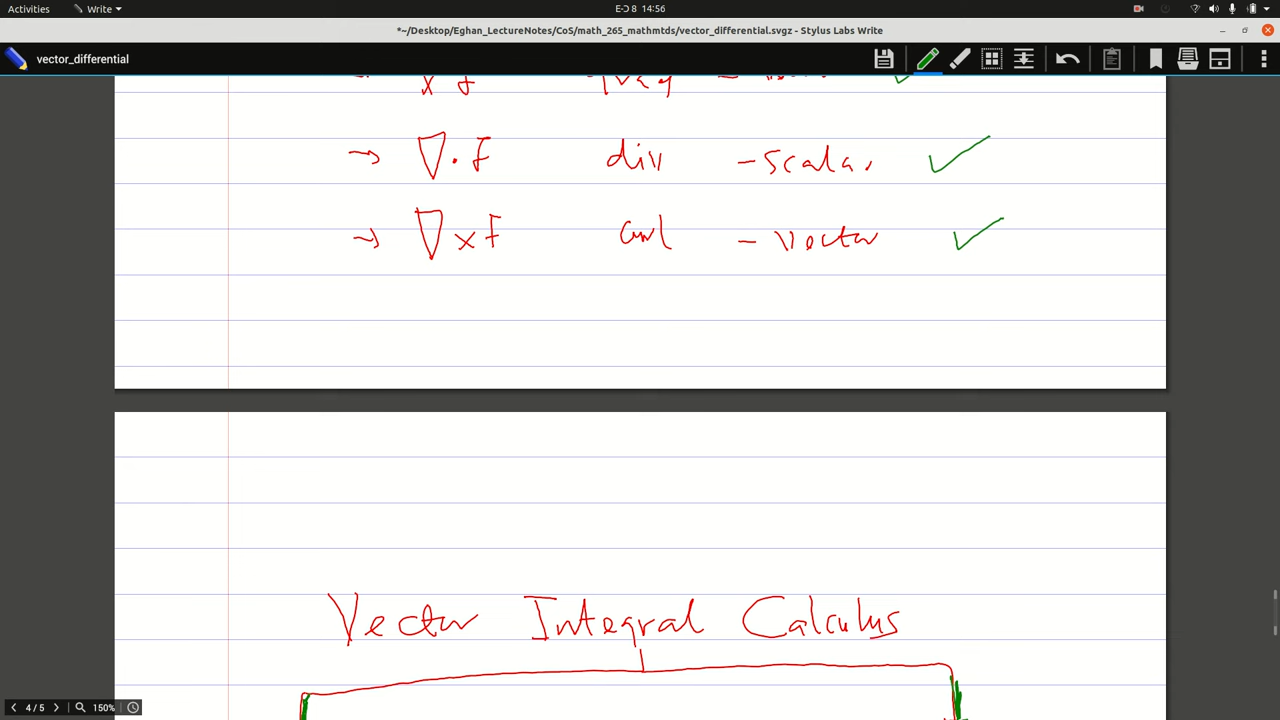 Activities Write E-Ɔ 8 14:56
*~/Desktop/Eghan_LectureNotes/CoS/math_265_mathmtds/vector_differential.svgz - Stylus Labs Write
vector_differential
→ ∇·F div - Scalar ✓
→ ∇×F curl - Vector ✓
Vector Integral Calculus
4/5 150%